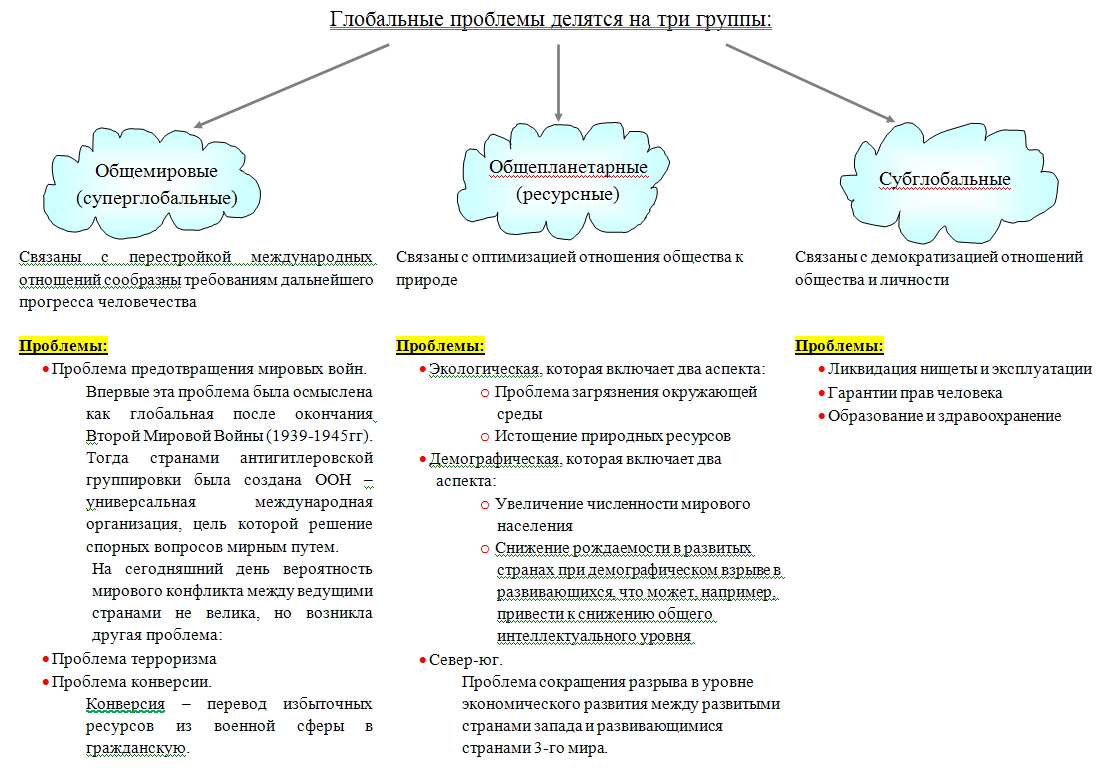 Глобальные проблемы делятся на три группы:
Общемировые
(суперглобальные)
Связаны с перестройкой международных
отношений сообразны требованиям дальнейшего
прогресса человечества
Проблемы:
• Проблема предотвращения мировых войн.
Впервые эта проблема была осмыслена
как глобальная после окончания
Второй Мировой Войны (1939-1945гг).
Тогда странами антигитлеровской
группировки была создана ООН –
универсальная международная
организация, цель которой решение
спорных вопросов мирным путем.
На сегодняшний день вероятность
мирового конфликта между ведущими
странами не велика, но возникла
другая проблема:
• Проблема терроризма
• Проблема конверсии.
Конверсия – перевод избыточных
ресурсов из военной сферы в
гражданскую.
Общепланетарные
(ресурсные)
Связаны с оптимизацией отношения общества к
природе
Проблемы:
• Экологическая, которая включает два аспекта:
o Проблема загрязнения окружающей
среды
o Истощение природных ресурсов
• Демографическая, которая включает два
аспекта:
o Увеличение численности мирового
населения
o Снижение рождаемости в развитых
странах при демографическом взрыве в
развивающихся, что может, например,
привести к снижению общего
интеллектуального уровня
• Север-юг.
Проблема сокращения разрыва в уровне
экономического развития между развитыми
странами запада и развивающимися
странами 3-го мира.
Субглобальные
Связаны с демократизацией отношений
общества и личности
Проблемы:
• Ликвидация нищеты и эксплуатации
• Гарантии прав человека
• Образование и здравоохранение